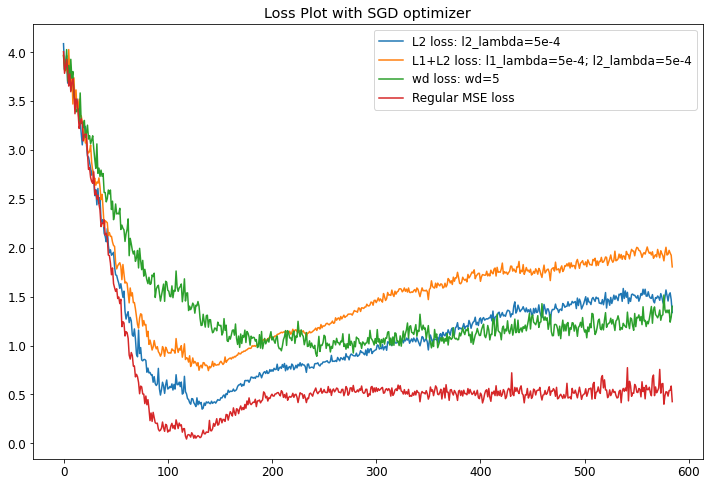 Loss Plot with SGD optimizer
L2 loss: l2_lambda=5e-4
L1+L2 loss: l1_lambda=5e-4; l2_lambda=5e-4
wd loss: wd=5
Regular MSE loss
4.0
3.5
3.0
2.5
2.0
1.5
1.0
0.5
0.0
0 100 200 300 400 500 600